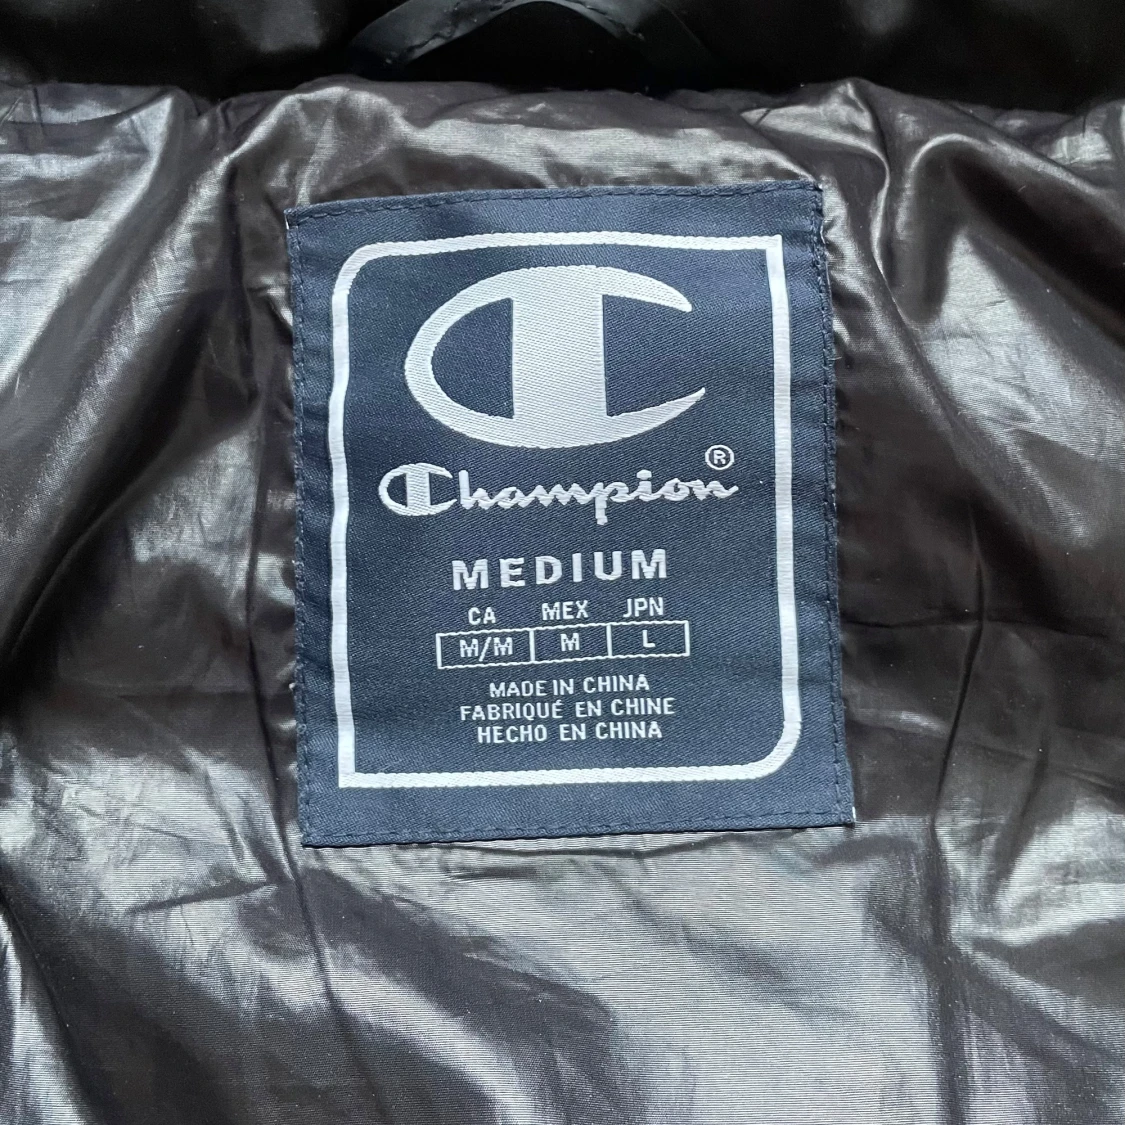 Champion®
MEDIUM
CA MEX JPN
M/M M L
MADE IN CHINA
FABRIQUÉ EN CHINE
HECHO EN CHINA